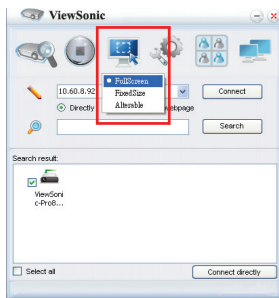 ViewSonic
FullScreen
FixedSize
Alterable
10.60.8.92
Connect
Directly
webpage
Search
Search result:
ViewSoni
c-Pro8...
Select all
Connect directly